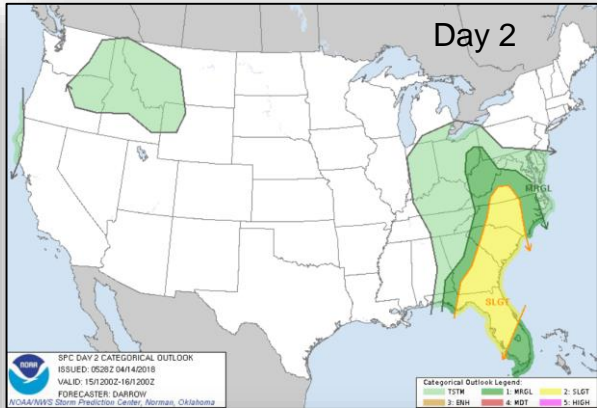 Day 2
MRGL
SLGT
NOAA
SPC DAY 2 CATEGORICAL OUTLOOK
ISSUED: 0528Z 04/14/2018
VALID: 15/1200Z-16/1200Z
FORECASTER: DARROW
NOAA/NWS Storm Prediction Center, Norman, Oklahoma
Categorical Outlook Legend:
TSTM 1: MRGL 2: SLGT
3: ENH 4: MDT 5: HIGH